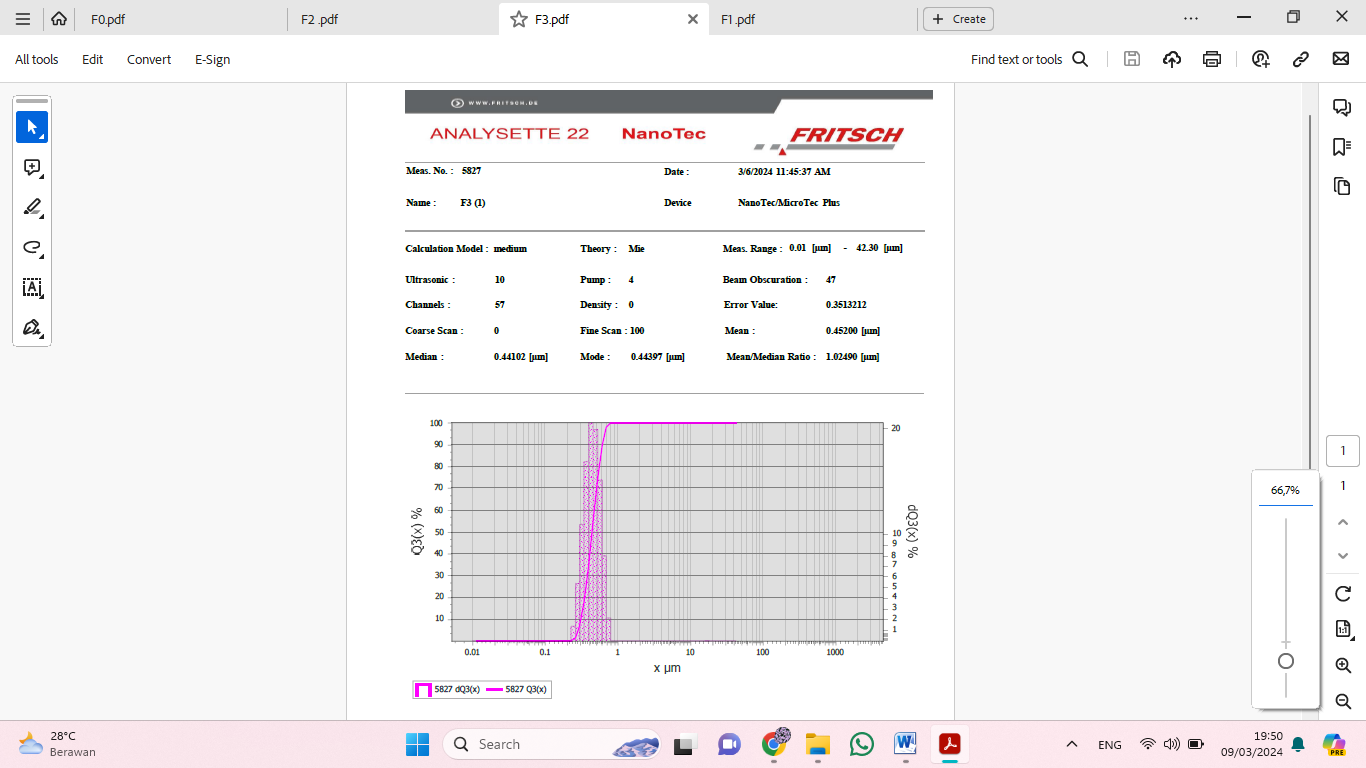 F0.pdf F2 .pdf F3.pdf F1 .pdf Create
All tools Edit Convert E-Sign Find text or tools
WWW.FRITSCH.DE
ANALYSETTE 22 NanoTec FRITSCH
Meas. No. : 5827 Date : 3/6/2024 11:45:37 AM
Name : F3 (1) Device NanoTec/MicroTec Plus
Calculation Model : medium Theory : Mie Meas. Range : 0.01 [µm] - 42.30 [µm]
Ultrasonic : 10 Pump : 4 Beam Obscuration : 47
Channels : 57 Density : 0 Error Value: 0.3513212
Coarse Scan : 0 Fine Scan : 100 Mean : 0.45200 [µm]
Median : 0.44102 [µm] Mode : 0.44397 [µm] Mean/Median Ratio : 1.02490 [µm]
100
90
80
70
60
50
40
30
20
10
Q3(x) %
20
10
9
8
7
6
5
4
3
2
1
dQ3(x) %
0.01 0.1 1 10 100 1000
x µm
5827 dQ3(x) 5827 Q3(x)
1
1
66,7%
1:1
28°C
Berawan
Search
W
ENG
19:50
09/03/2024
PRE